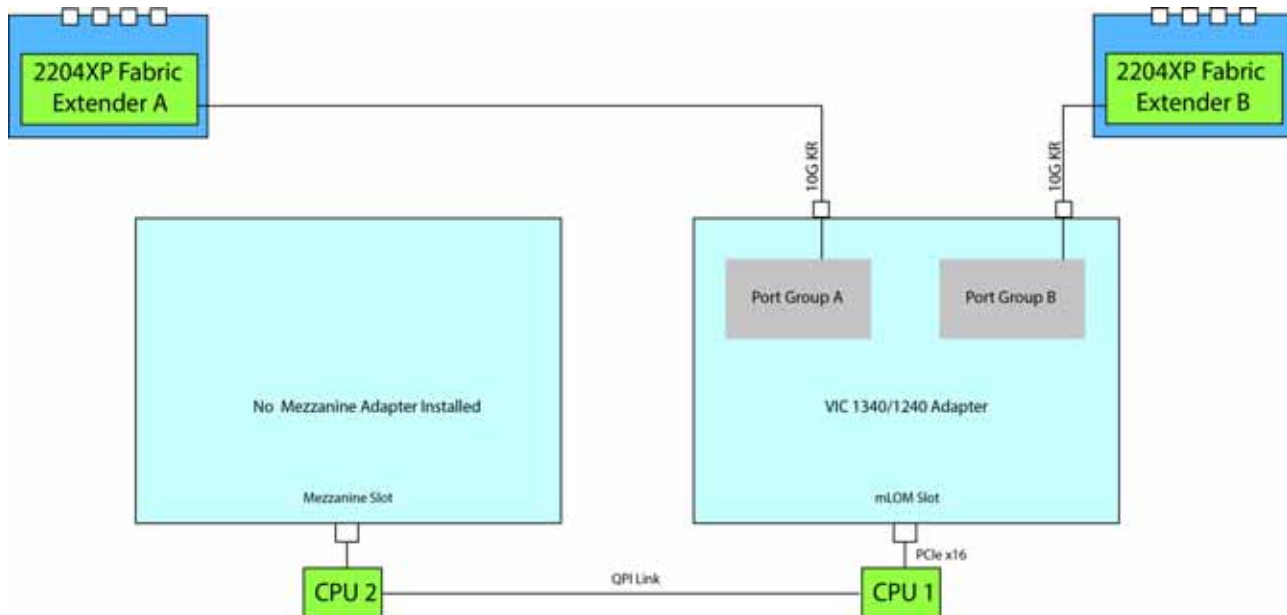 2204XP Fabric
Extender A
2204XP Fabric
Extender B
10G KR
10G KR
Port Group A
Port Group B
No Mezzanine Adapter Installed
VIC 1340/1240 Adapter
Mezzanine Slot
mLOM Slot
PCIe x16
QPI Link
CPU 2
CPU 1